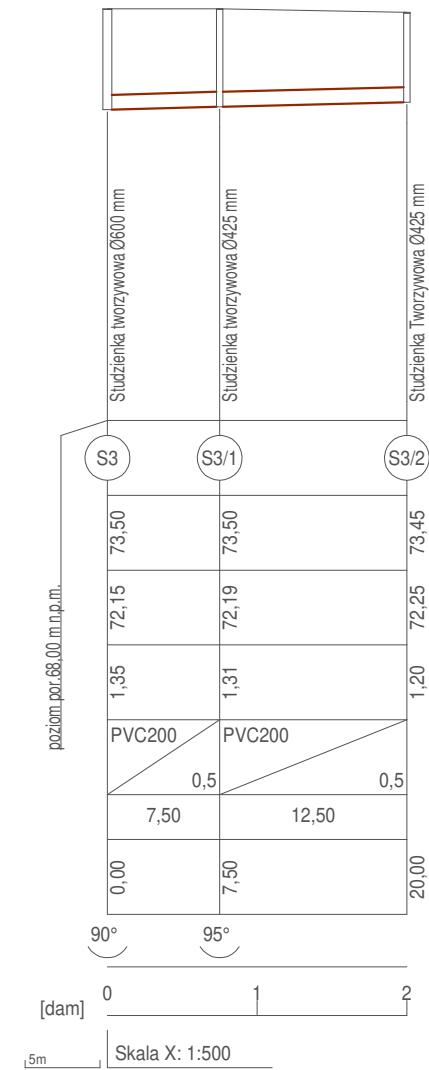 Studzienka tworzywowa Ø600 mm
Studzienka tworzywowa Ø425 mm
Studzienka Tworzywowa Ø425 mm
poziom por.68,00 m n.p.m.
S3 S3/1 S3/2
73,50 73,50 73,45
72,15 72,19 72,25
1,35 1,31 1,20
PVC200 PVC200
0,5 0,5
7,50 12,50
0,00 7,50 20,00
90° 95°
[dam] 0 1 2
5m Skala X: 1:500